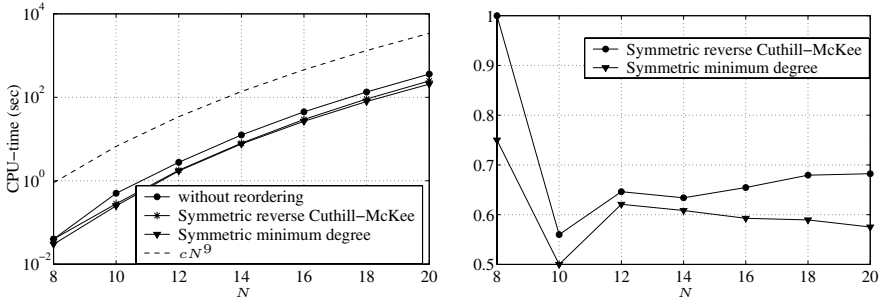 10^4
10^2
10^0
10^−2
CPU−time (sec)
without reordering
Symmetric reverse Cuthill−McKee
Symmetric minimum degree
cN^9
8 10 12 14 16 18 20
N
1
0.9
0.8
0.7
0.6
0.5
Symmetric reverse Cuthill−McKee
Symmetric minimum degree
8 10 12 14 16 18 20
N